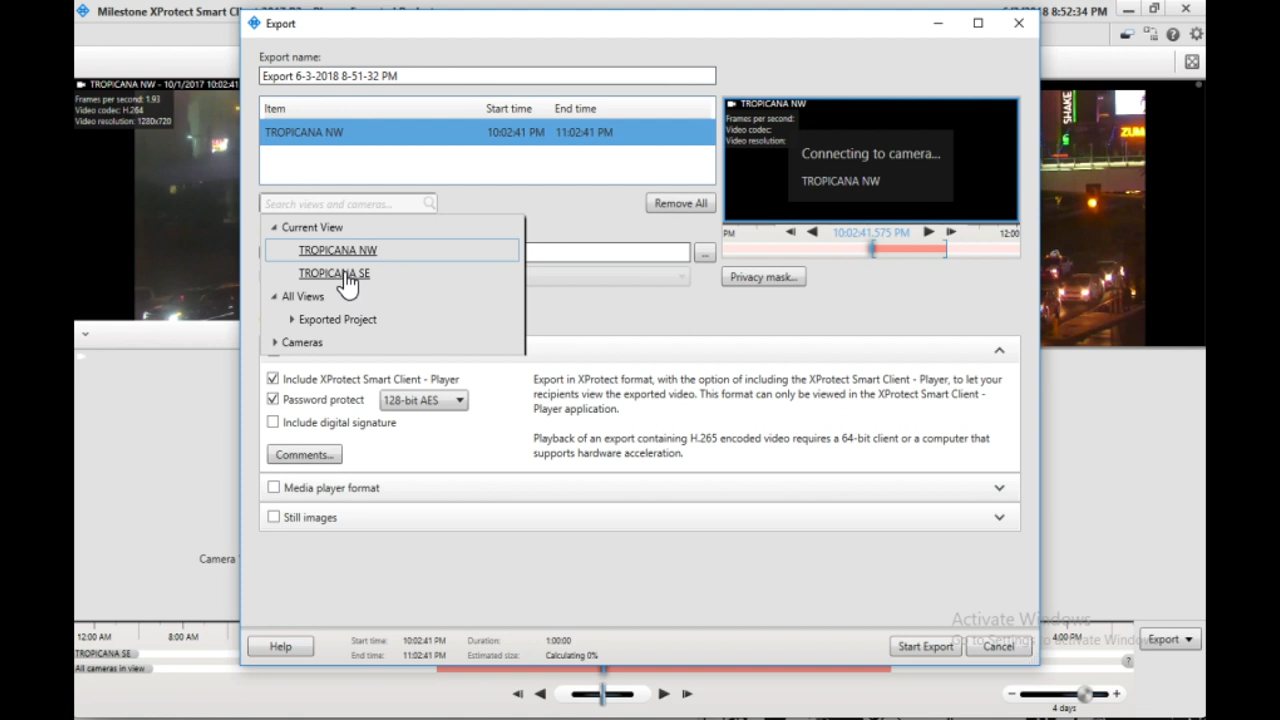 Milestone XProtect Smart Cl
8:52:34 PM
Export
Export name:
Export 6-3-2018 8-51-32 PM
TROPICANA NW - 10/1/2017 10:02:41
Frames per second: 1.93
Video codec: H.264
Video resolution: 1280x720
Item Start time End time
TROPICANA NW 10:02:41 PM 11:02:41 PM
TROPICANA NW
Frames per second:
Video codec:
Video resolution:
Connecting to camera...
TROPICANA NW
SHAKE
ZUM
Search views and cameras...
Remove All
PM 10:02:41.575 PM 12:00
Current View
TROPICANA NW
TROPICANA SE
All Views
Exported Project
Cameras
...
Privacy mask...
Include XProtect Smart Client - Player
Password protect 128-bit AES
Include digital signature
Comments...
Export in XProtect format, with the option of including the XProtect Smart Client - Player, to let your
recipients view the exported video. This format can only be viewed in the XProtect Smart Client -
Player application.
Playback of an export containing H.265 encoded video requires a 64-bit client or a computer that
supports hardware acceleration.
Media player format
Still images
Camera
Activate Windows
Go to Settings to activate Windows
12:00 AM 8:00 AM 4:00 PM
TROPICANA SE
All cameras in view
Help
Start time: 10:02:41 PM Duration: 1:00:00
End time: 11:02:41 PM Estimated size: Calculating 0%
Start Export
Cancel
Export
4 days